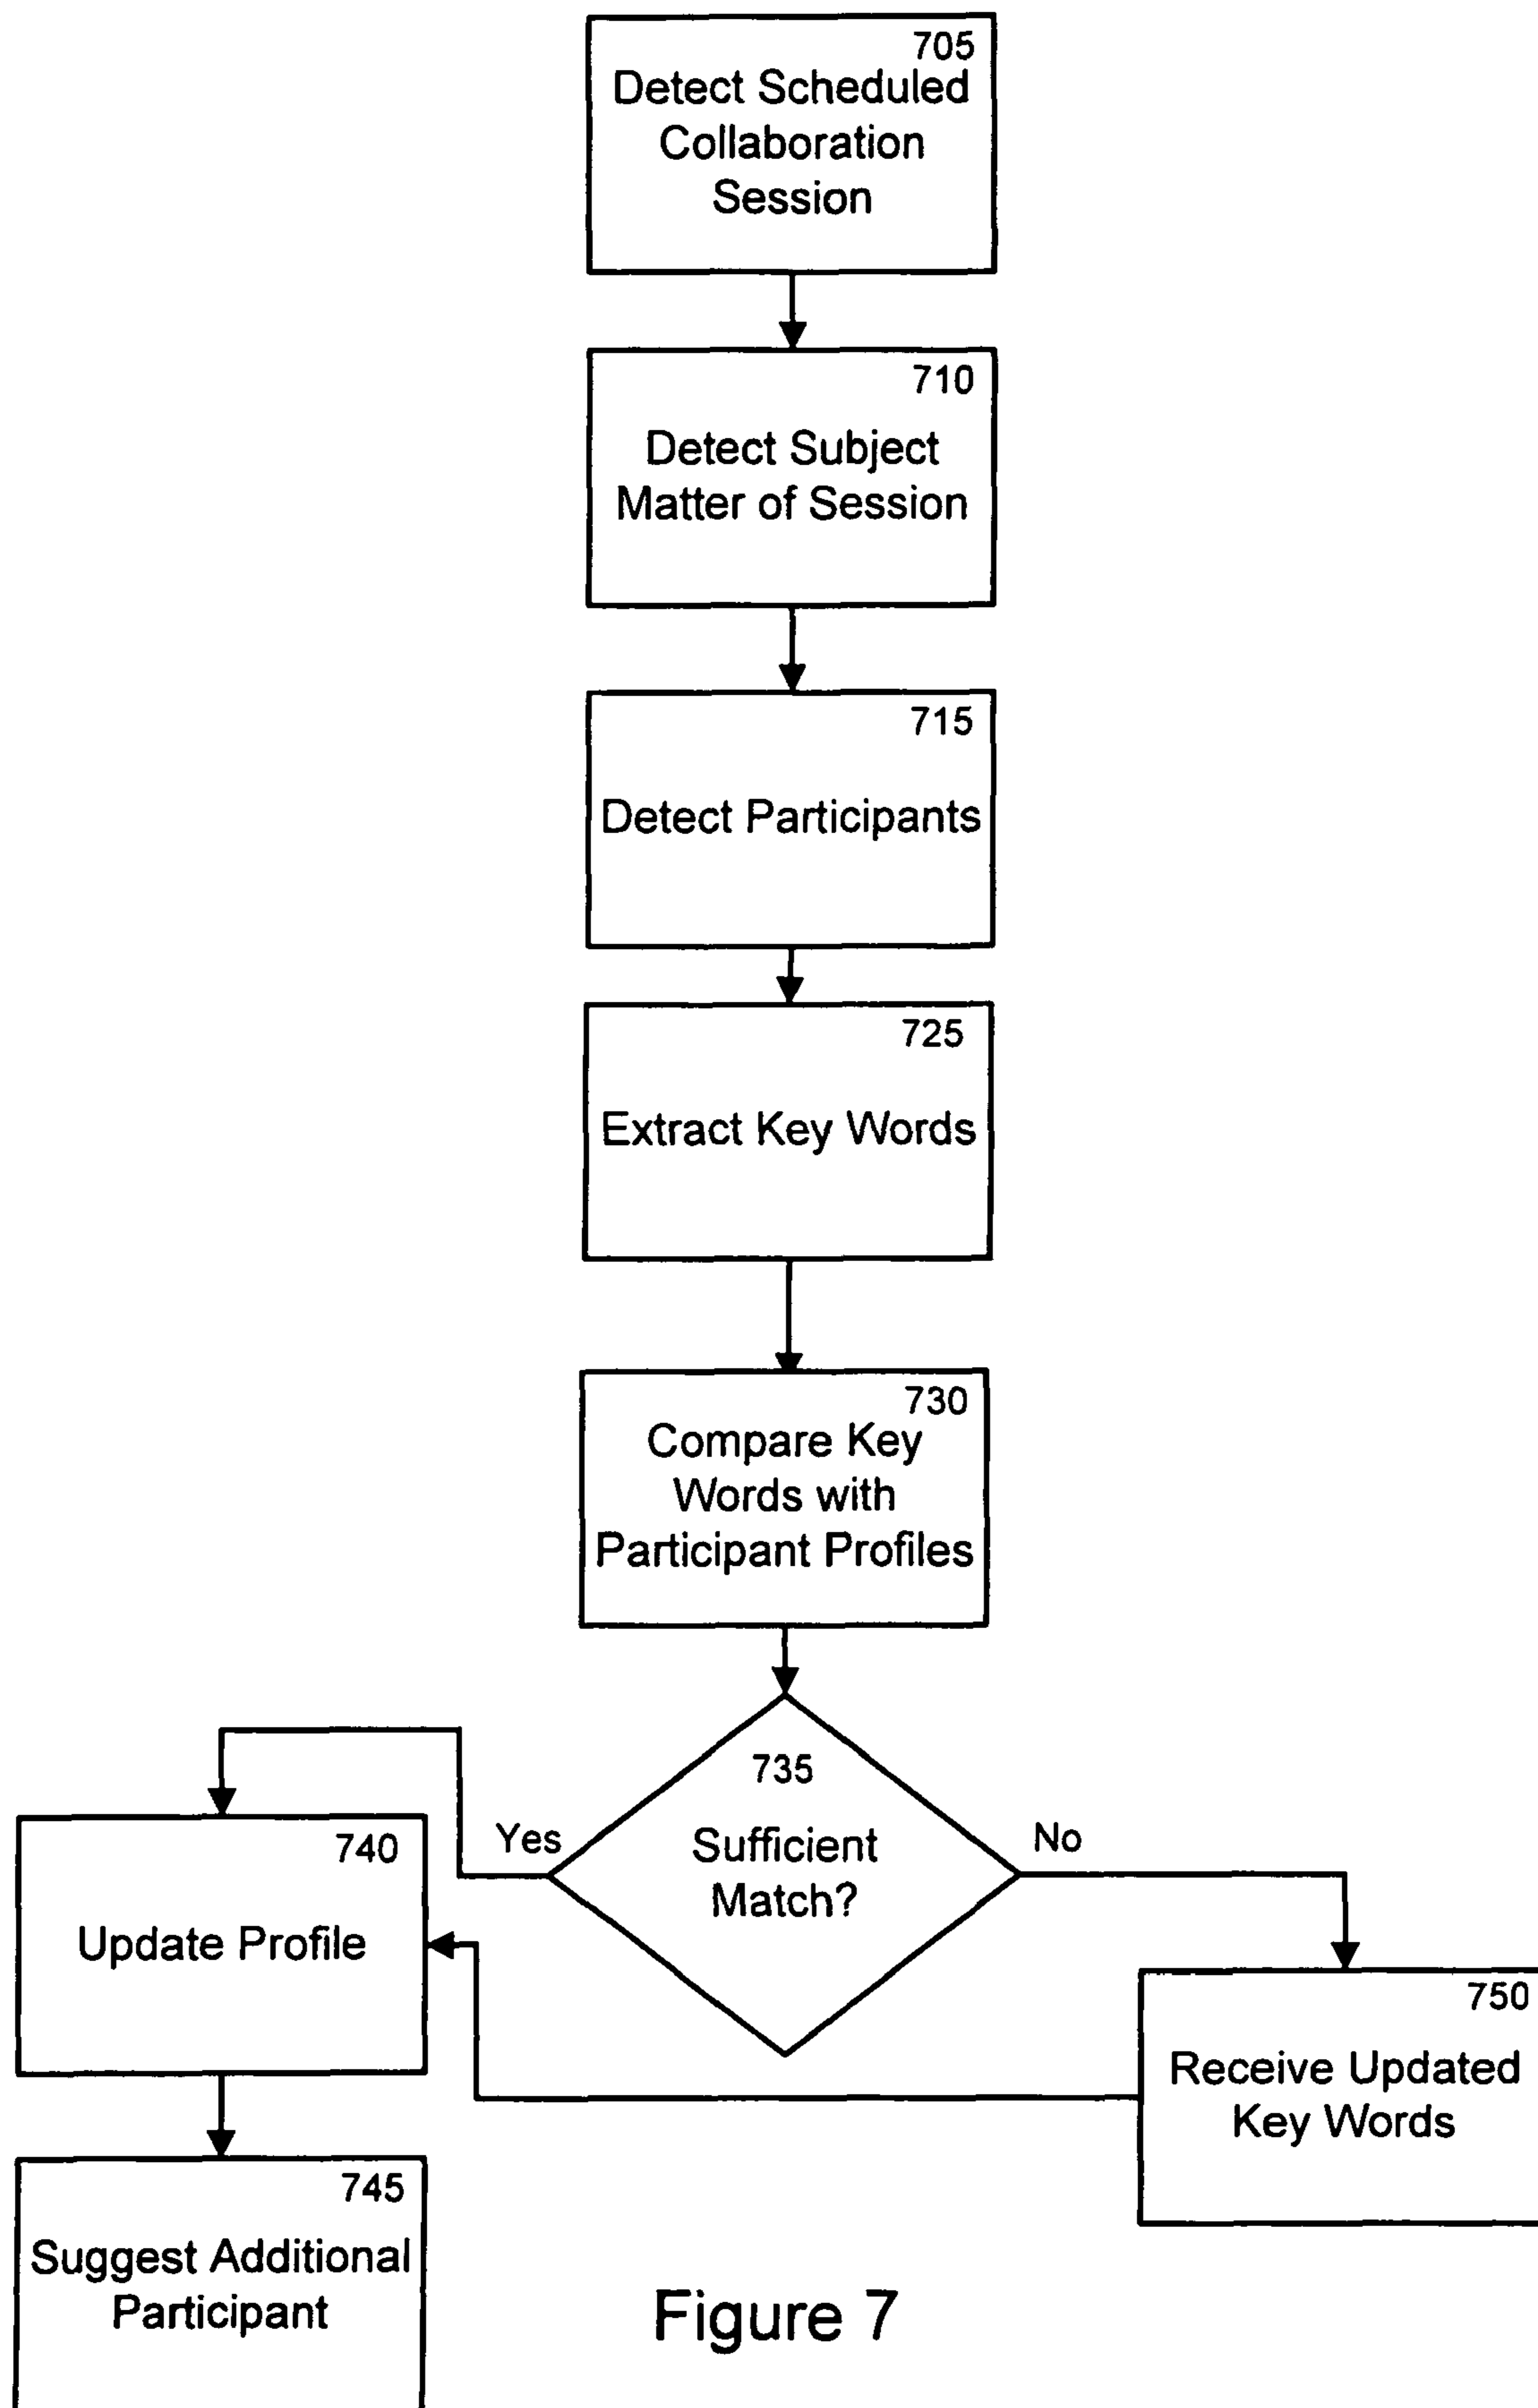 705
Detect Scheduled
Collaboration
Session
710
Detect Subject
Matter of Session
715
Detect Participants
725
Extract Key Words
730
Compare Key
Words with
Participant Profiles
735
Sufficient
Match?
Yes
No
740
Update Profile
750
Receive Updated
Key Words
745
Suggest Additional
Participant
Figure 7